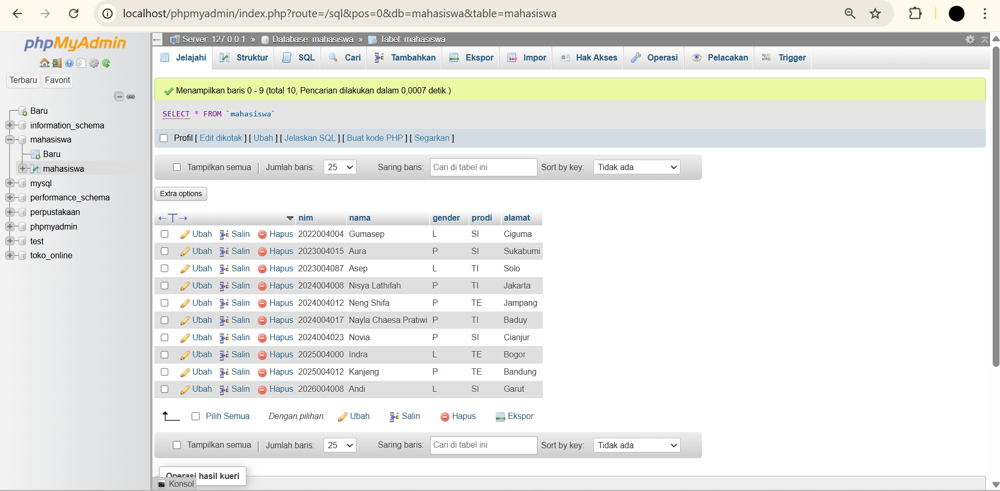 localhost/phpmyadmin/index.php?route=/sql&pos=0&db=mahasiswa&table=mahasiswa
phpMyAdmin
Terbaru Favorit
Baru
information_schema
mahasiswa
Baru
mahasiswa
mysql
performance_schema
perpustakaan
phpmyadmin
test
toko_online
Server: 127.0.0.1 » Database: mahasiswa » Tabel: mahasiswa
Jelajahi Struktur SQL Cari Tambahkan Ekspor Impor Hak Akses Operasi Pelacakan Trigger
Menampilkan baris 0 - 9 (total 10, Pencarian dilakukan dalam 0,0007 detik.)
SELECT * FROM `mahasiswa`
Profil [ Edit dikotak ] [ Ubah ] [ Jelaskan SQL ] [ Buat kode PHP ] [ Segarkan ]
Tampilkan semua | Jumlah baris: 25 Saring baris: Cari di tabel ini Sort by key: Tidak ada
Extra options
←T→ nim nama gender prodi alamat
Ubah Salin Hapus 2022004004 Gumasep L SI Ciguma
Ubah Salin Hapus 2023004015 Aura P SI Sukabumi
Ubah Salin Hapus 2023004087 Asep L TI Solo
Ubah Salin Hapus 2024004008 Nisya Lathifah P TI Jakarta
Ubah Salin Hapus 2024004012 Neng Shifa P TE Jampang
Ubah Salin Hapus 2024004017 Nayla Chaesa Pratiwi P TI Baduy
Ubah Salin Hapus 2024004023 Novia P SI Cianjur
Ubah Salin Hapus 2025004000 Indra L TE Bogor
Ubah Salin Hapus 2025004012 Kanjeng P TE Bandung
Ubah Salin Hapus 2026004008 Andi L SI Garut
Pilih Semua Dengan pilihan: Ubah Salin Hapus Ekspor
Tampilkan semua | Jumlah baris: 25 Saring baris: Cari di tabel ini Sort by key: Tidak ada
Operasi hasil kueri
Konsol